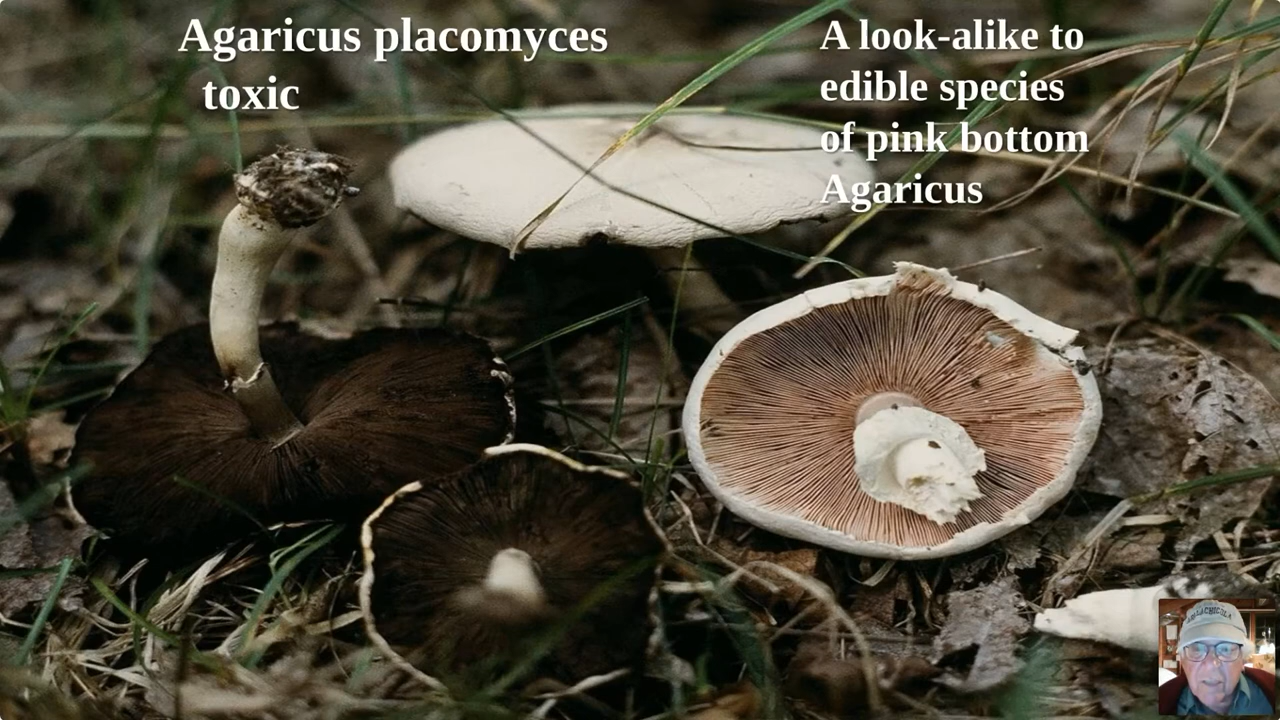 Agaricus placomyces
toxic
A look-alike to
edible species
of pink bottom
Agaricus